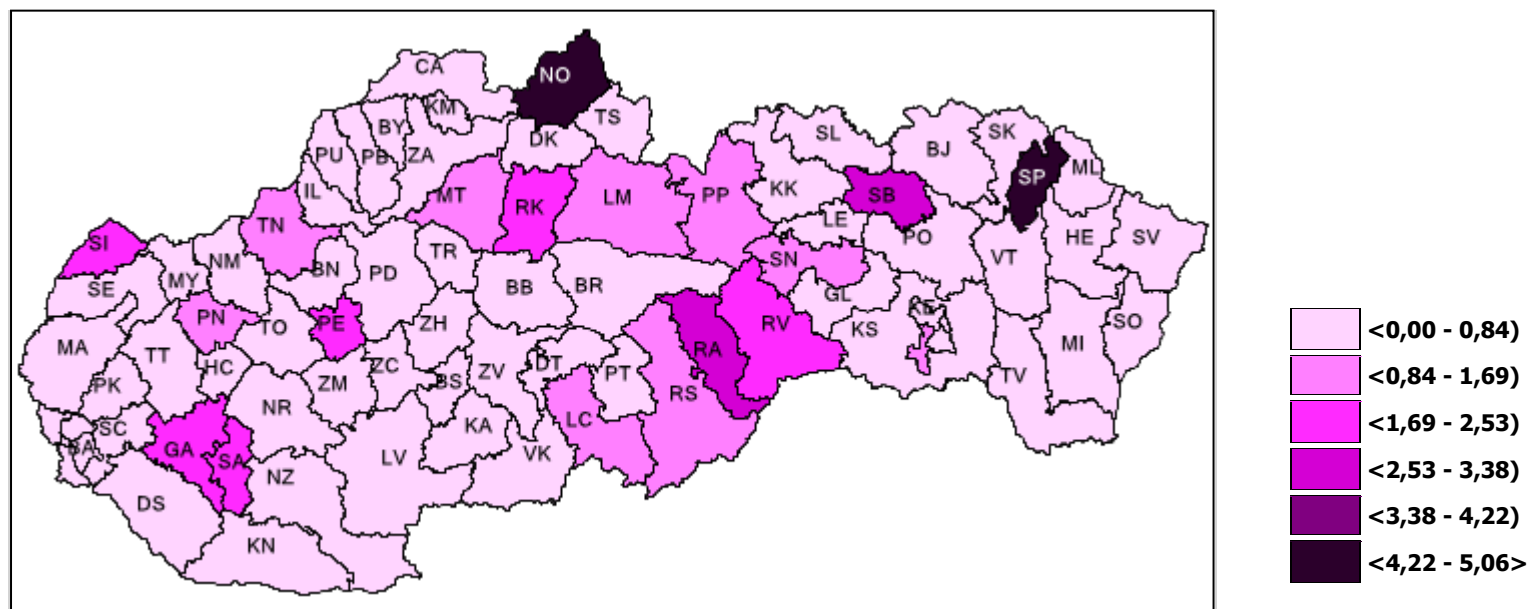 NO
CA
KM
TS
BY
DK
SL
SK
BJ
PU
PB
ZA
ML
IL
MT
RK
LM
PP
KK
SB
SP
TN
LE
PO
HE
SV
SI
NM
BN
PD
TR
SN
VT
SE
MY
BB
BR
GL
KE
PN
TO
PE
ZH
RV
KS
SO
MA
TT
HC
ZM
ZC
BS
ZV
DT
PT
RA
MI
PK
NR
RS
TV
SC
BA
GA
SA
KA
LC
LV
VK
NZ
DS
KN
<0,00 - 0,84)
<0,84 - 1,69)
<1,69 - 2,53)
<2,53 - 3,38)
<3,38 - 4,22)
<4,22 - 5,06>